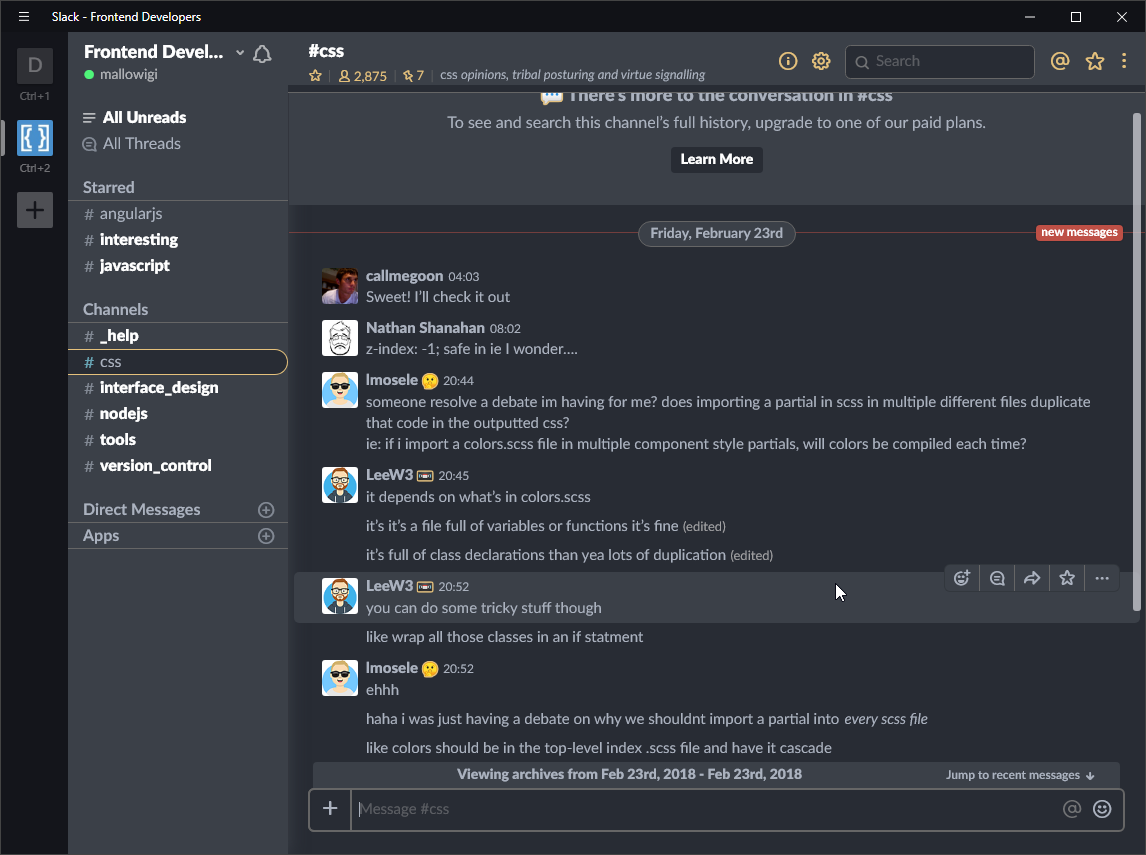 Slack - Frontend Developers
D
Ctrl+1
Ctrl+2
Frontend Devel...
mallowigi
All Unreads
All Threads
Starred
# angularjs
# interesting
# javascript
Channels
# _help
# css
# interface_design
# nodejs
# tools
# version_control
Direct Messages
Apps
#css
2,875
7
css opinions, tribal posturing and virtue signalling
Search
There's more to the conversation in #css
To see and search this channel's full history, upgrade to one of our paid plans.
Learn More
Friday, February 23rd
new messages
callmegoon 04:03
Sweet! I'll check it out
Nathan Shanahan 08:02
z-index: -1; safe in ie I wonder....
lmosele 🤔 20:44
someone resolve a debate im having for me? does importing a partial in scss in multiple different files duplicate
that code in the outputted css?
ie: if i import a colors.scss file in multiple component style partials, will colors be compiled each time?
LeeW3 20:45
it depends on what's in colors.scss
it's it's a file full of variables or functions it's fine (edited)
it's full of class declarations than yea lots of duplication (edited)
LeeW3 20:52
you can do some tricky stuff though
like wrap all those classes in an if statment
lmosele 🤔 20:52
ehhh
haha i was just having a debate on why we shouldnt import a partial into every scss file
like colors should be in the top-level index .scss file and have it cascade
Viewing archives from Feb 23rd, 2018 - Feb 23rd, 2018
Jump to recent messages ↓
Message #css